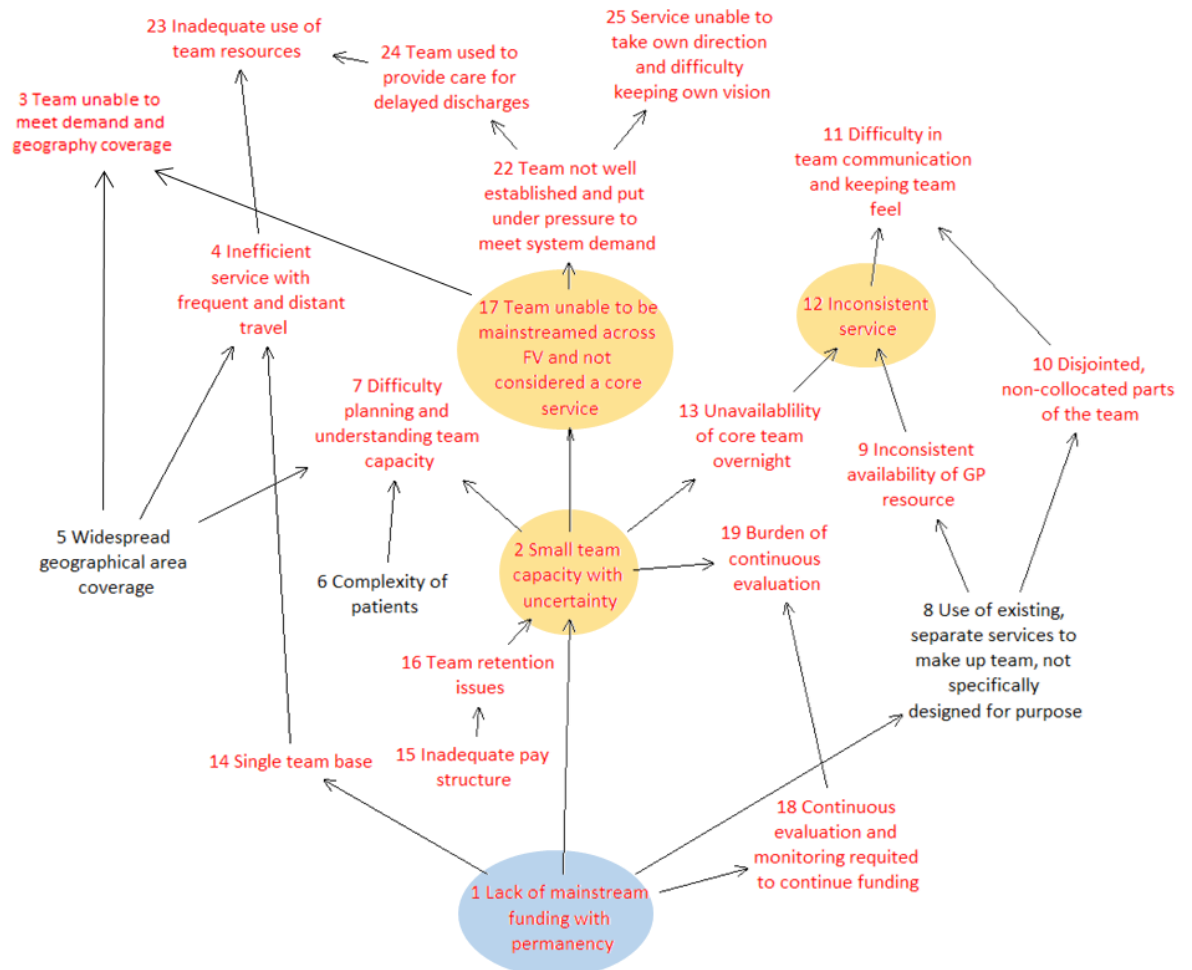 23 Inadequate use of
team resources
24 Team used to
provide care for
delayed discharges
25 Service unable to
take own direction
and difficulty
keeping own vision
3 Team unable to
meet demand and
geography coverage
11 Difficulty in
team communication
and keeping team
feel
22 Team not well
established and put
under pressure to
meet system demand
4 Inefficient
service with
frequent and distant
travel
17 Team unable to be
mainstreamed across
FV and not
considered a core
service
12 Inconsistent
service
10 Disjointed,
non-collocated parts
of the team
7 Difficulty
planning and
understanding team
capacity
13 Unavailablility
of core team
overnight
9 Inconsistent
availability of GP
resource
5 Widespread
geographical area
coverage
6 Complexity of
patients
2 Small team
capacity with
uncertainty
19 Burden of
continuous
evaluation
8 Use of existing,
separate services to
make up team, not
specifically
designed for purpose
16 Team retention
issues
14 Single team base
15 Inadequate pay
structure
18 Continuous
evaluation and
monitoring requited
to continue funding
1 Lack of mainstream
funding with
permanency